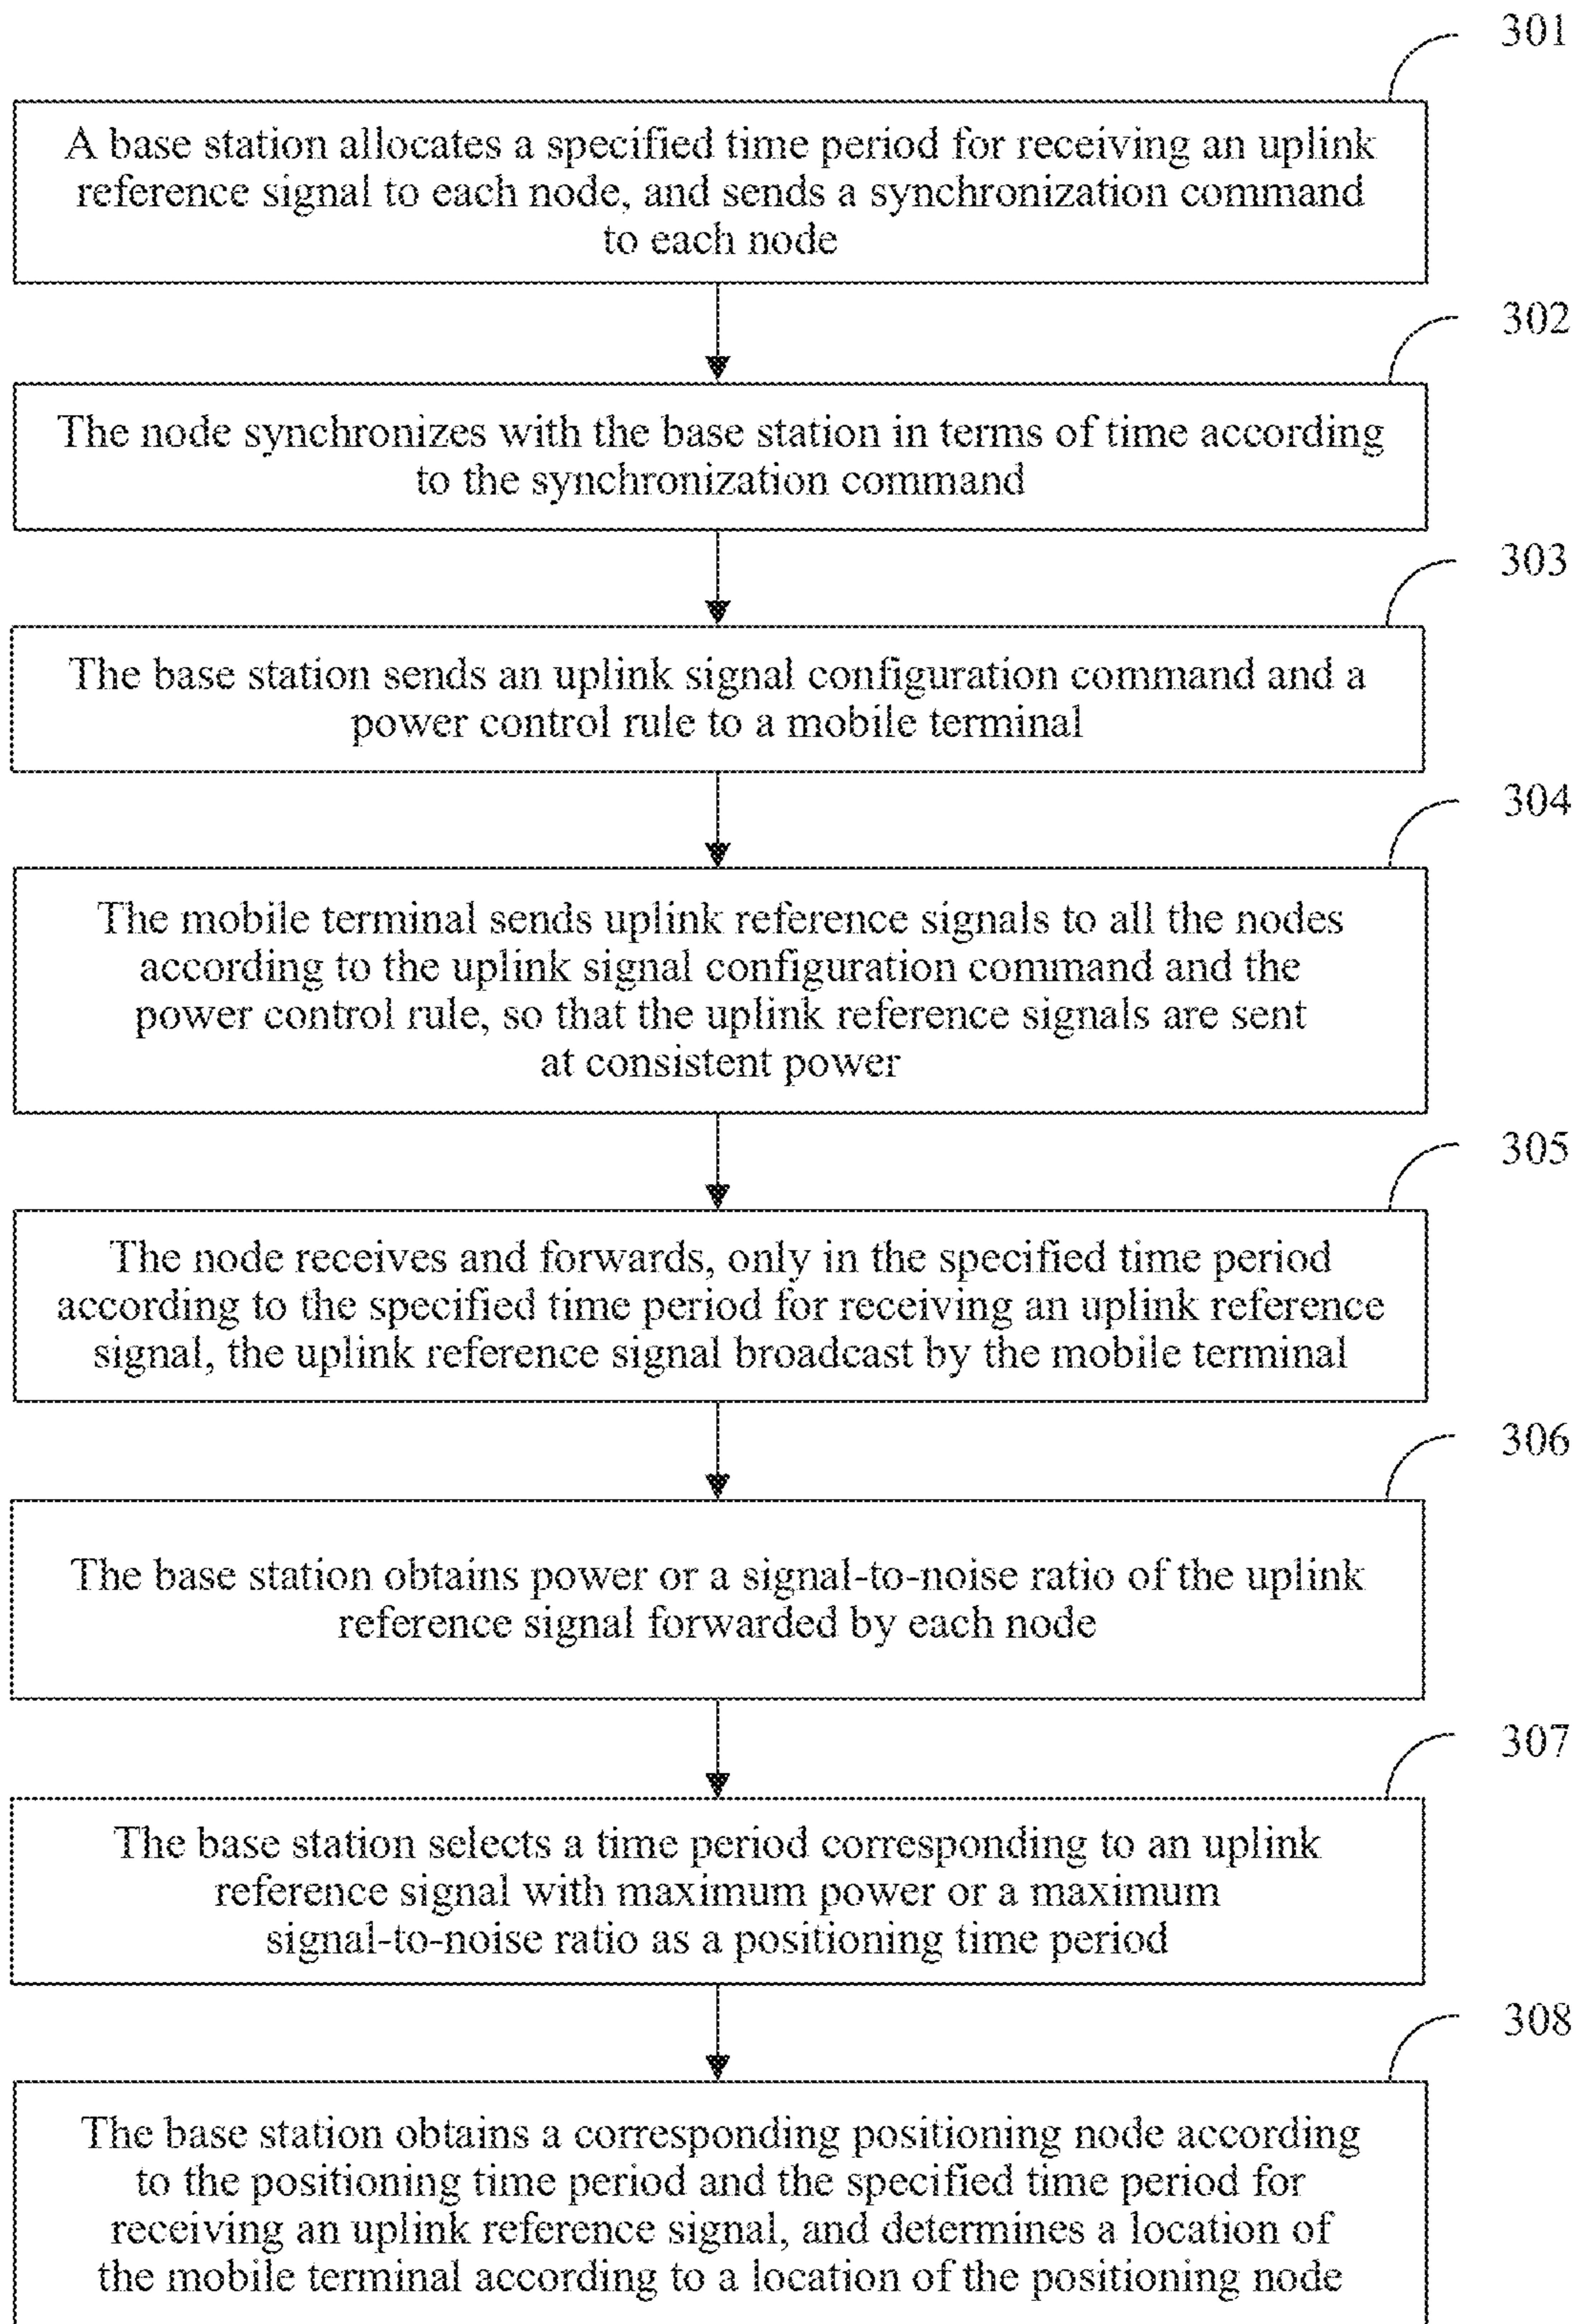 301
A base station allocates a specified time period for receiving an uplink
reference signal to each node, and sends a synchronization command
to each node
302
The node synchronizes with the base station in terms of time according
to the synchronization command
303
The base station sends an uplink signal configuration command and a
power control rule to a mobile terminal
304
The mobile terminal sends uplink reference signals to all the nodes
according to the uplink signal configuration command and the
power control rule, so that the uplink reference signals are sent
at consistent power
305
The node receives and forwards, only in the specified time period
according to the specified time period for receiving an uplink reference
signal, the uplink reference signal broadcast by the mobile terminal
306
The base station obtains power or a signal-to-noise ratio of the uplink
reference signal forwarded by each node
307
The base station selects a time period corresponding to an uplink
reference signal with maximum power or a maximum
signal-to-noise ratio as a positioning time period
308
The base station obtains a corresponding positioning node according
to the positioning time period and the specified time period for
receiving an uplink reference signal, and determines a location of
the mobile terminal according to a location of the positioning node